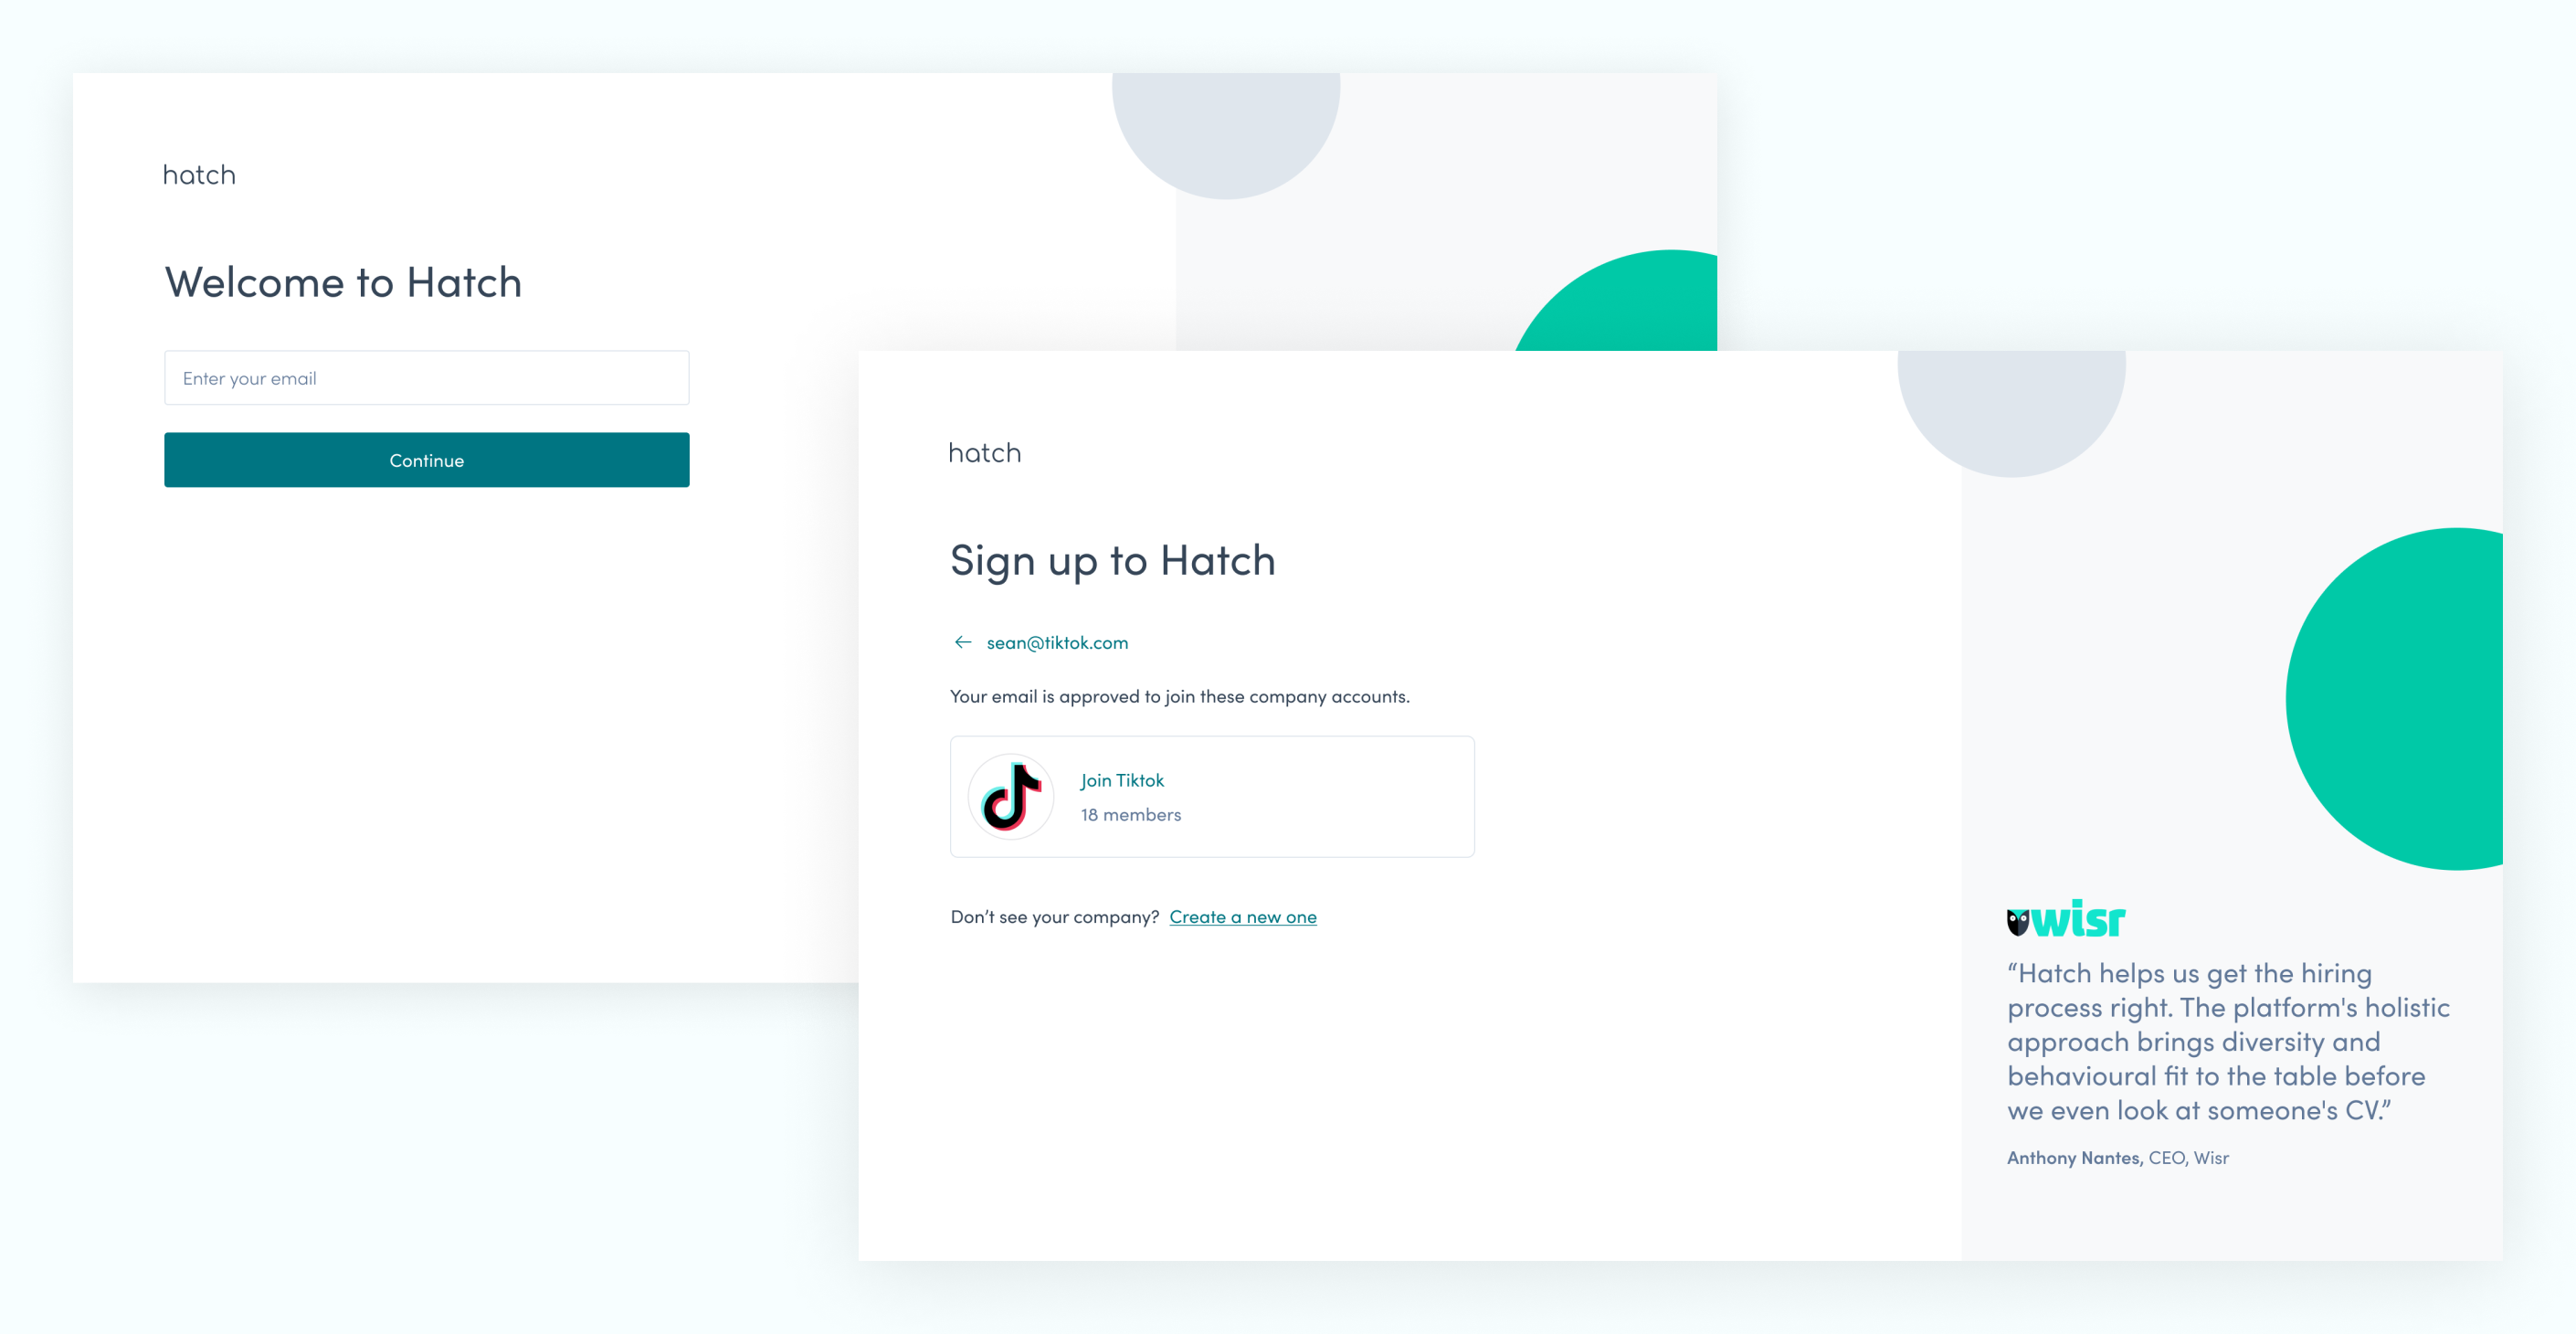 hatch
Welcome to Hatch
Enter your email
Continue
hatch
Sign up to Hatch
← sean@tiktok.com
Your email is approved to join these company accounts.
Join Tiktok
18 members
Don’t see your company? Create a new one
wisr
“Hatch helps us get the hiring
process right. The platform's holistic
approach brings diversity and
behavioural fit to the table before
we even look at someone's CV.”
Anthony Nantes, CEO, Wisr